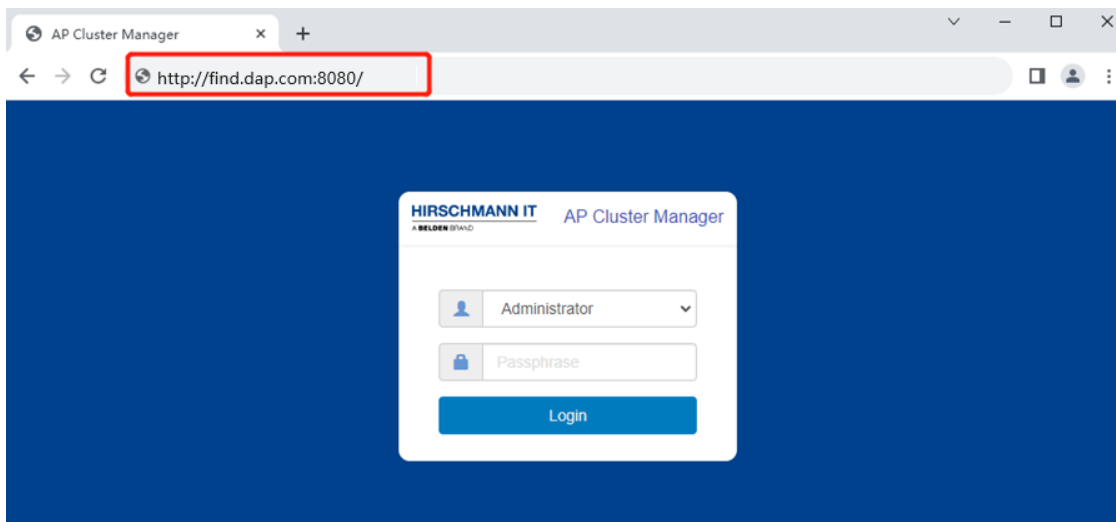 AP Cluster Manager
http://find.dap.com:8080/
HIRSCHMANN IT
A BELDEN BRAND
AP Cluster Manager
Administrator
Passphrase
Login